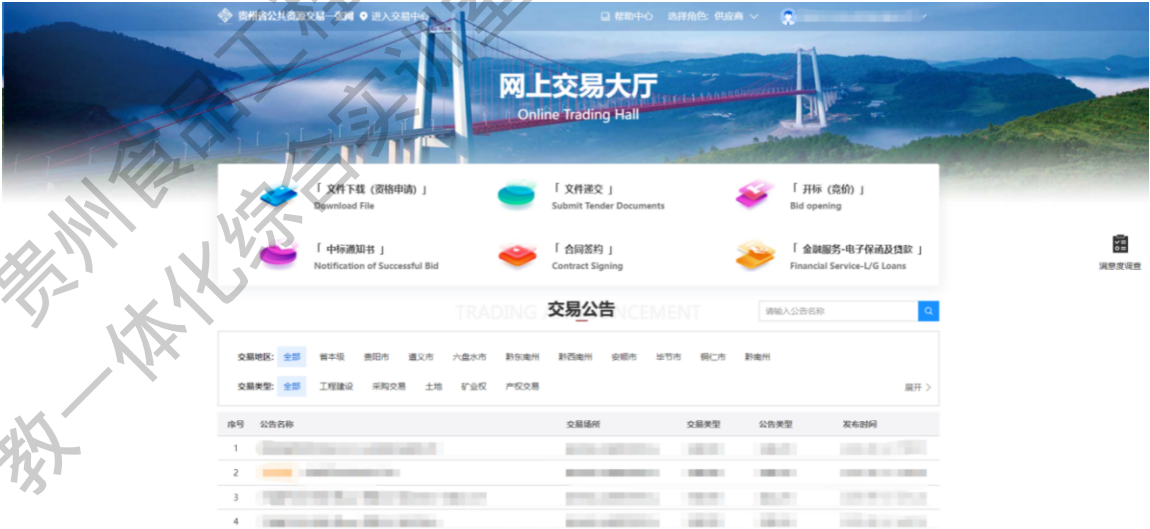 贵州省公共资源交易一张网 进入交易中心 帮助中心 选择角色: 供应商
网上交易大厅
Online Trading Hall
「 文件下载（资格申请）」 「 文件递交 」 「 开标（竞价）」
Download File Submit Tender Documents Bid opening
「 中标通知书 」 「 合同签约 」 「 金融服务-电子保函及贷款 」
Notification of Successful Bid Contract Signing Financial Service-L/G Loans
满意度调查
TRADING ANNOUNCEMENT
交易公告
请输入公告名称
交易地区: 全部 省本级 贵阳市 遵义市 六盘水市 黔东南州 黔西南州 安顺市 毕节市 铜仁市 黔南州
交易类型: 全部 工程建设 采购交易 土地 矿业权 产权交易 展开
序号 公告名称 交易场所 交易类型 公告类型 发布时间
1
2
3
4
贵州食品工程
教一体化综合实训